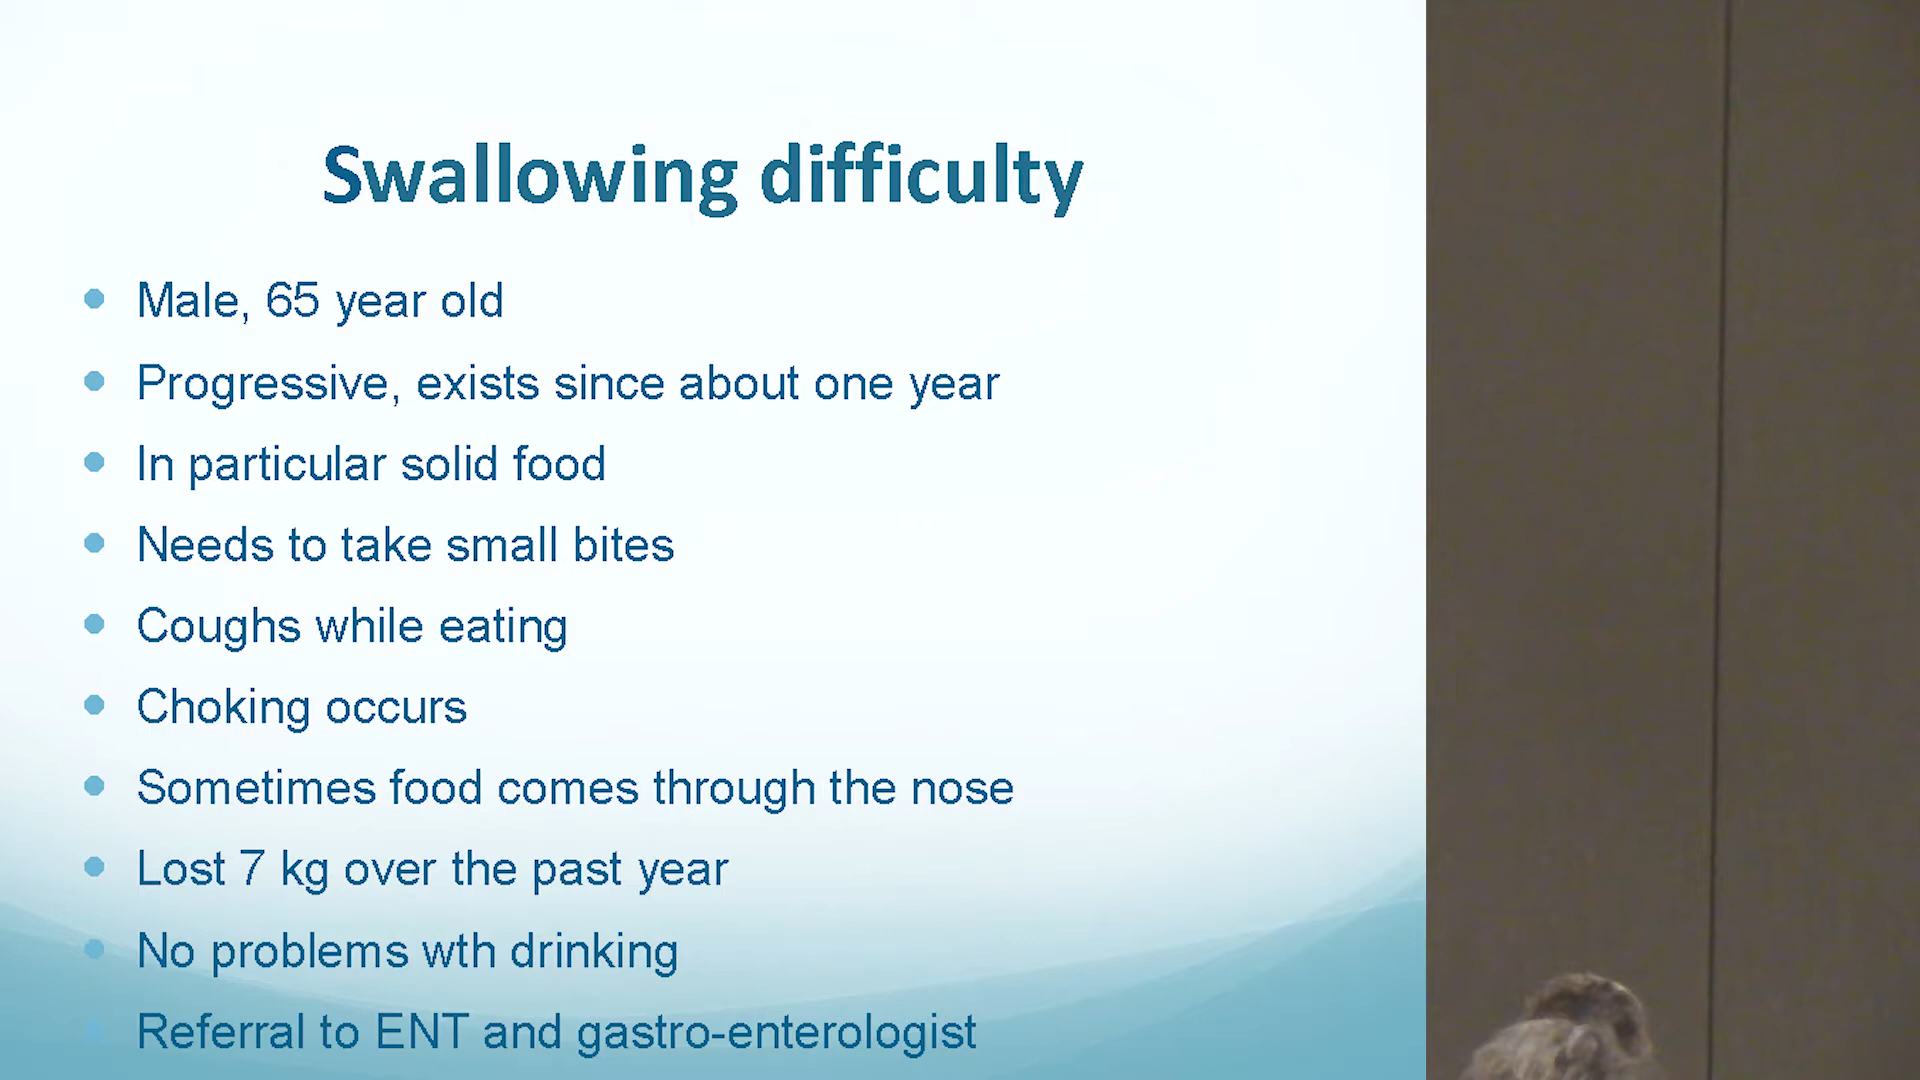 Swallowing difficulty
Male, 65 year old
Progressive, exists since about one year
In particular solid food
Needs to take small bites
Coughs while eating
Choking occurs
Sometimes food comes through the nose
Lost 7 kg over the past year
No problems wth drinking
Referral to ENT and gastro-enterologist